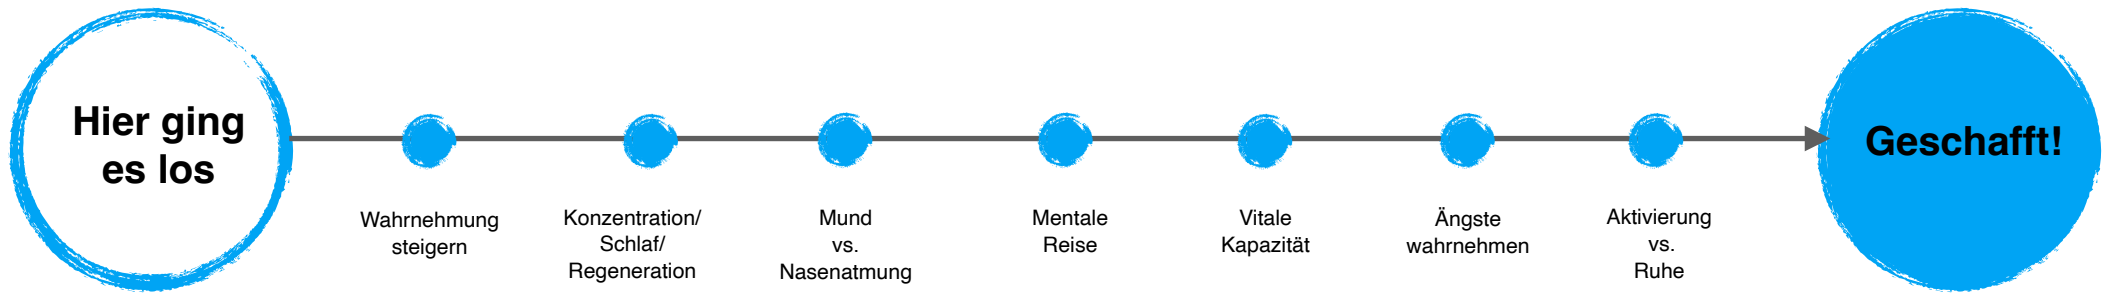 Hier ging
es los
Wahrnehmung
steigern
Konzentration/
Schlaf/
Regeneration
Mund
vs.
Nasenatmung
Mentale
Reise
Vitale
Kapazität
Ängste
wahrnehmen
Aktivierung
vs.
Ruhe
Geschafft!